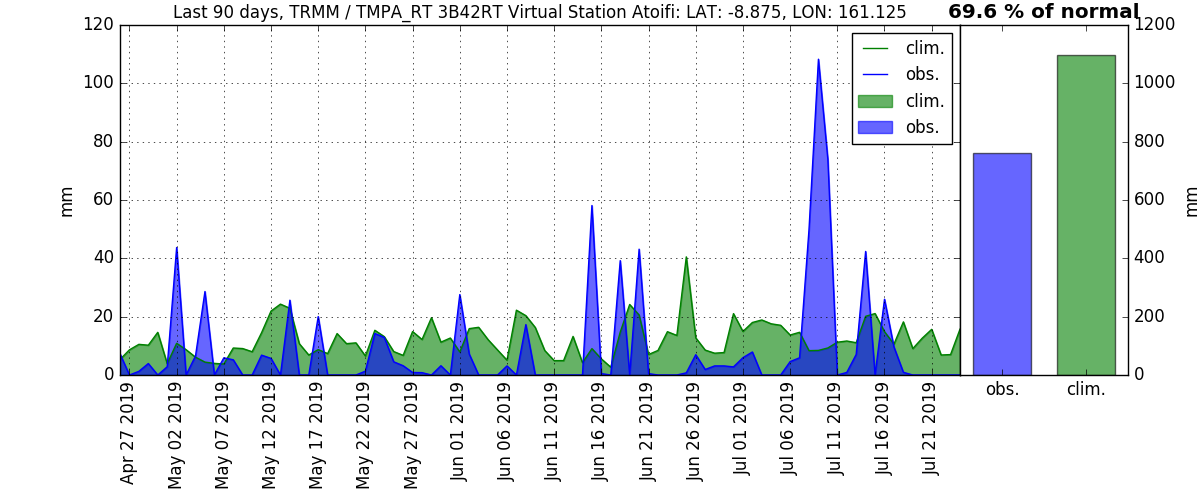 Last 90 days, TRMM / TMPA_RT 3B42RT Virtual Station Atoifi: LAT: -8.875, LON: 161.125
69.6 % of normal
120
100
80
60
40
20
0
mm
clim.
obs.
clim.
obs.
1200
1000
800
600
400
200
0
mm
Apr 27 2019
May 02 2019
May 07 2019
May 12 2019
May 17 2019
May 22 2019
May 27 2019
Jun 01 2019
Jun 06 2019
Jun 11 2019
Jun 16 2019
Jun 21 2019
Jun 26 2019
Jul 01 2019
Jul 06 2019
Jul 11 2019
Jul 16 2019
Jul 21 2019
obs.
clim.